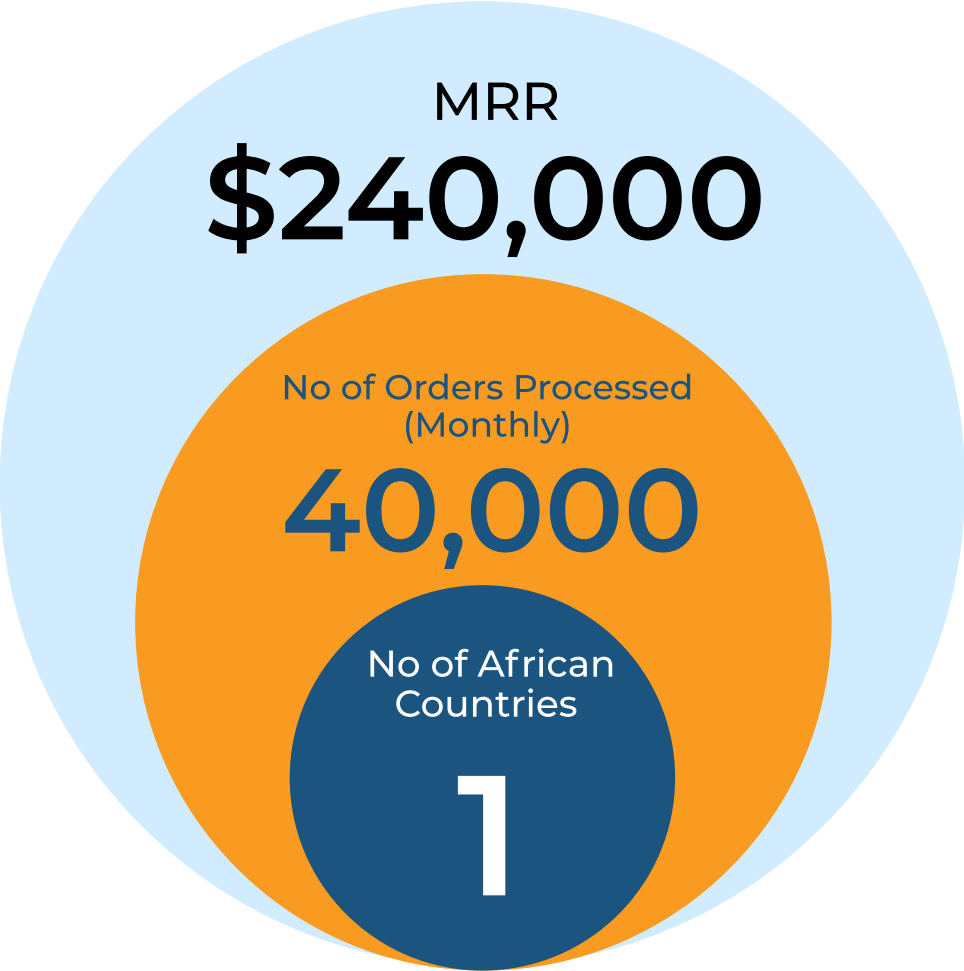 MRR
$240,000
No of Orders Processed
(Monthly)
40,000
No of African
Countries
1